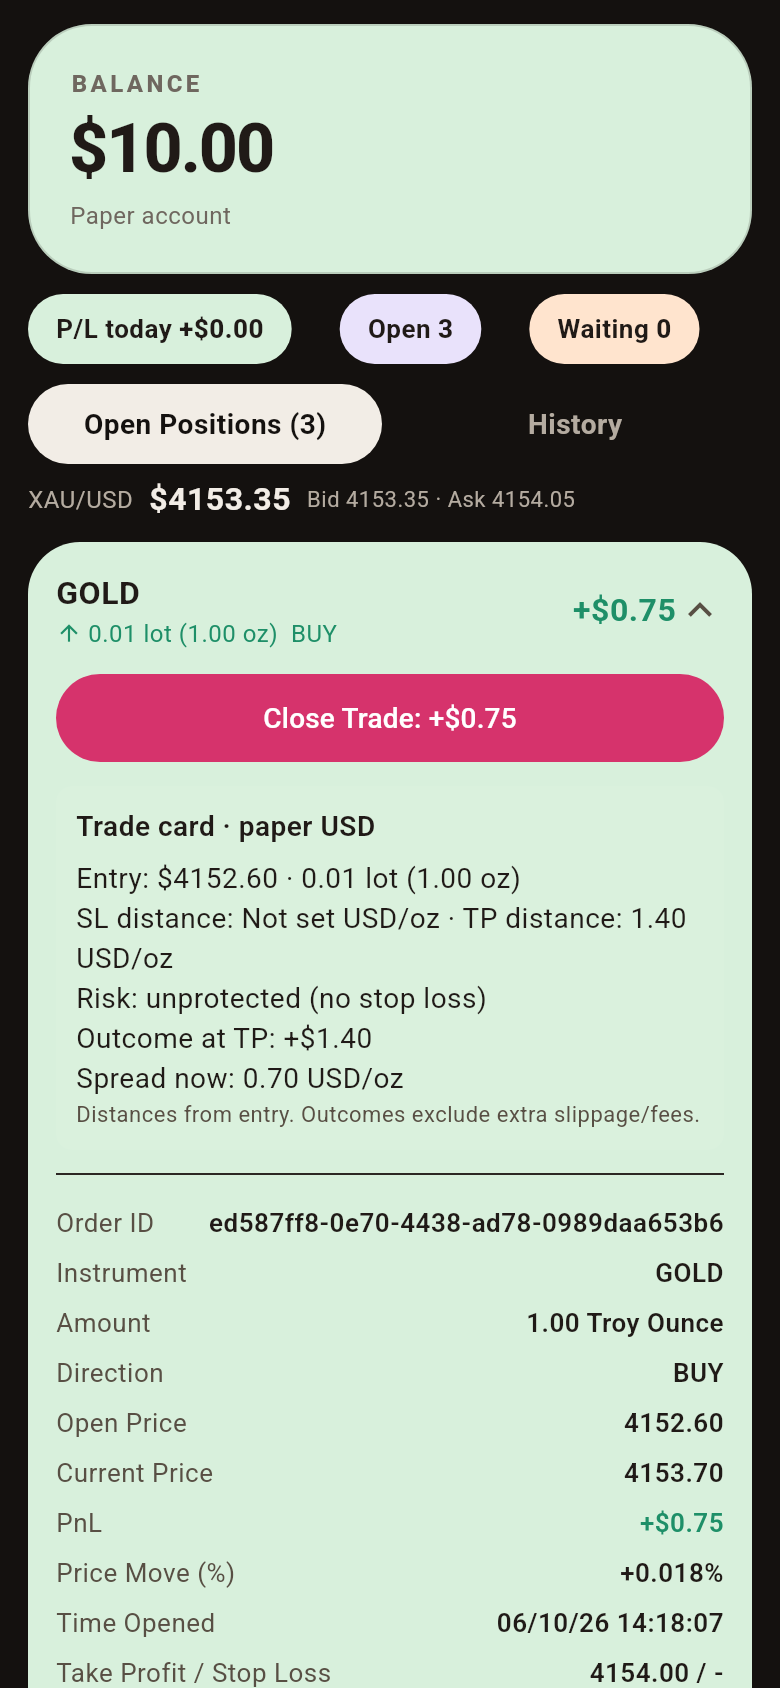 BALANCE
$10.00
Paper account
P/L today +$0.00
Open 3
Waiting 0
Open Positions (3)
History
XAU/USD $4153.35 Bid 4153.35 · Ask 4154.05
GOLD
0.01 lot (1.00 oz) BUY
+$0.75
Close Trade: +$0.75
Trade card · paper USD
Entry: $4152.60 · 0.01 lot (1.00 oz)
SL distance: Not set USD/oz · TP distance: 1.40
USD/oz
Risk: unprotected (no stop loss)
Outcome at TP: +$1.40
Spread now: 0.70 USD/oz
Distances from entry. Outcomes exclude extra slippage/fees.
Order ID ed587ff8-0e70-4438-ad78-0989daa653b6
Instrument GOLD
Amount 1.00 Troy Ounce
Direction BUY
Open Price 4152.60
Current Price 4153.70
PnL +$0.75
Price Move (%) +0.018%
Time Opened 06/10/26 14:18:07
Take Profit / Stop Loss 4154.00 / -